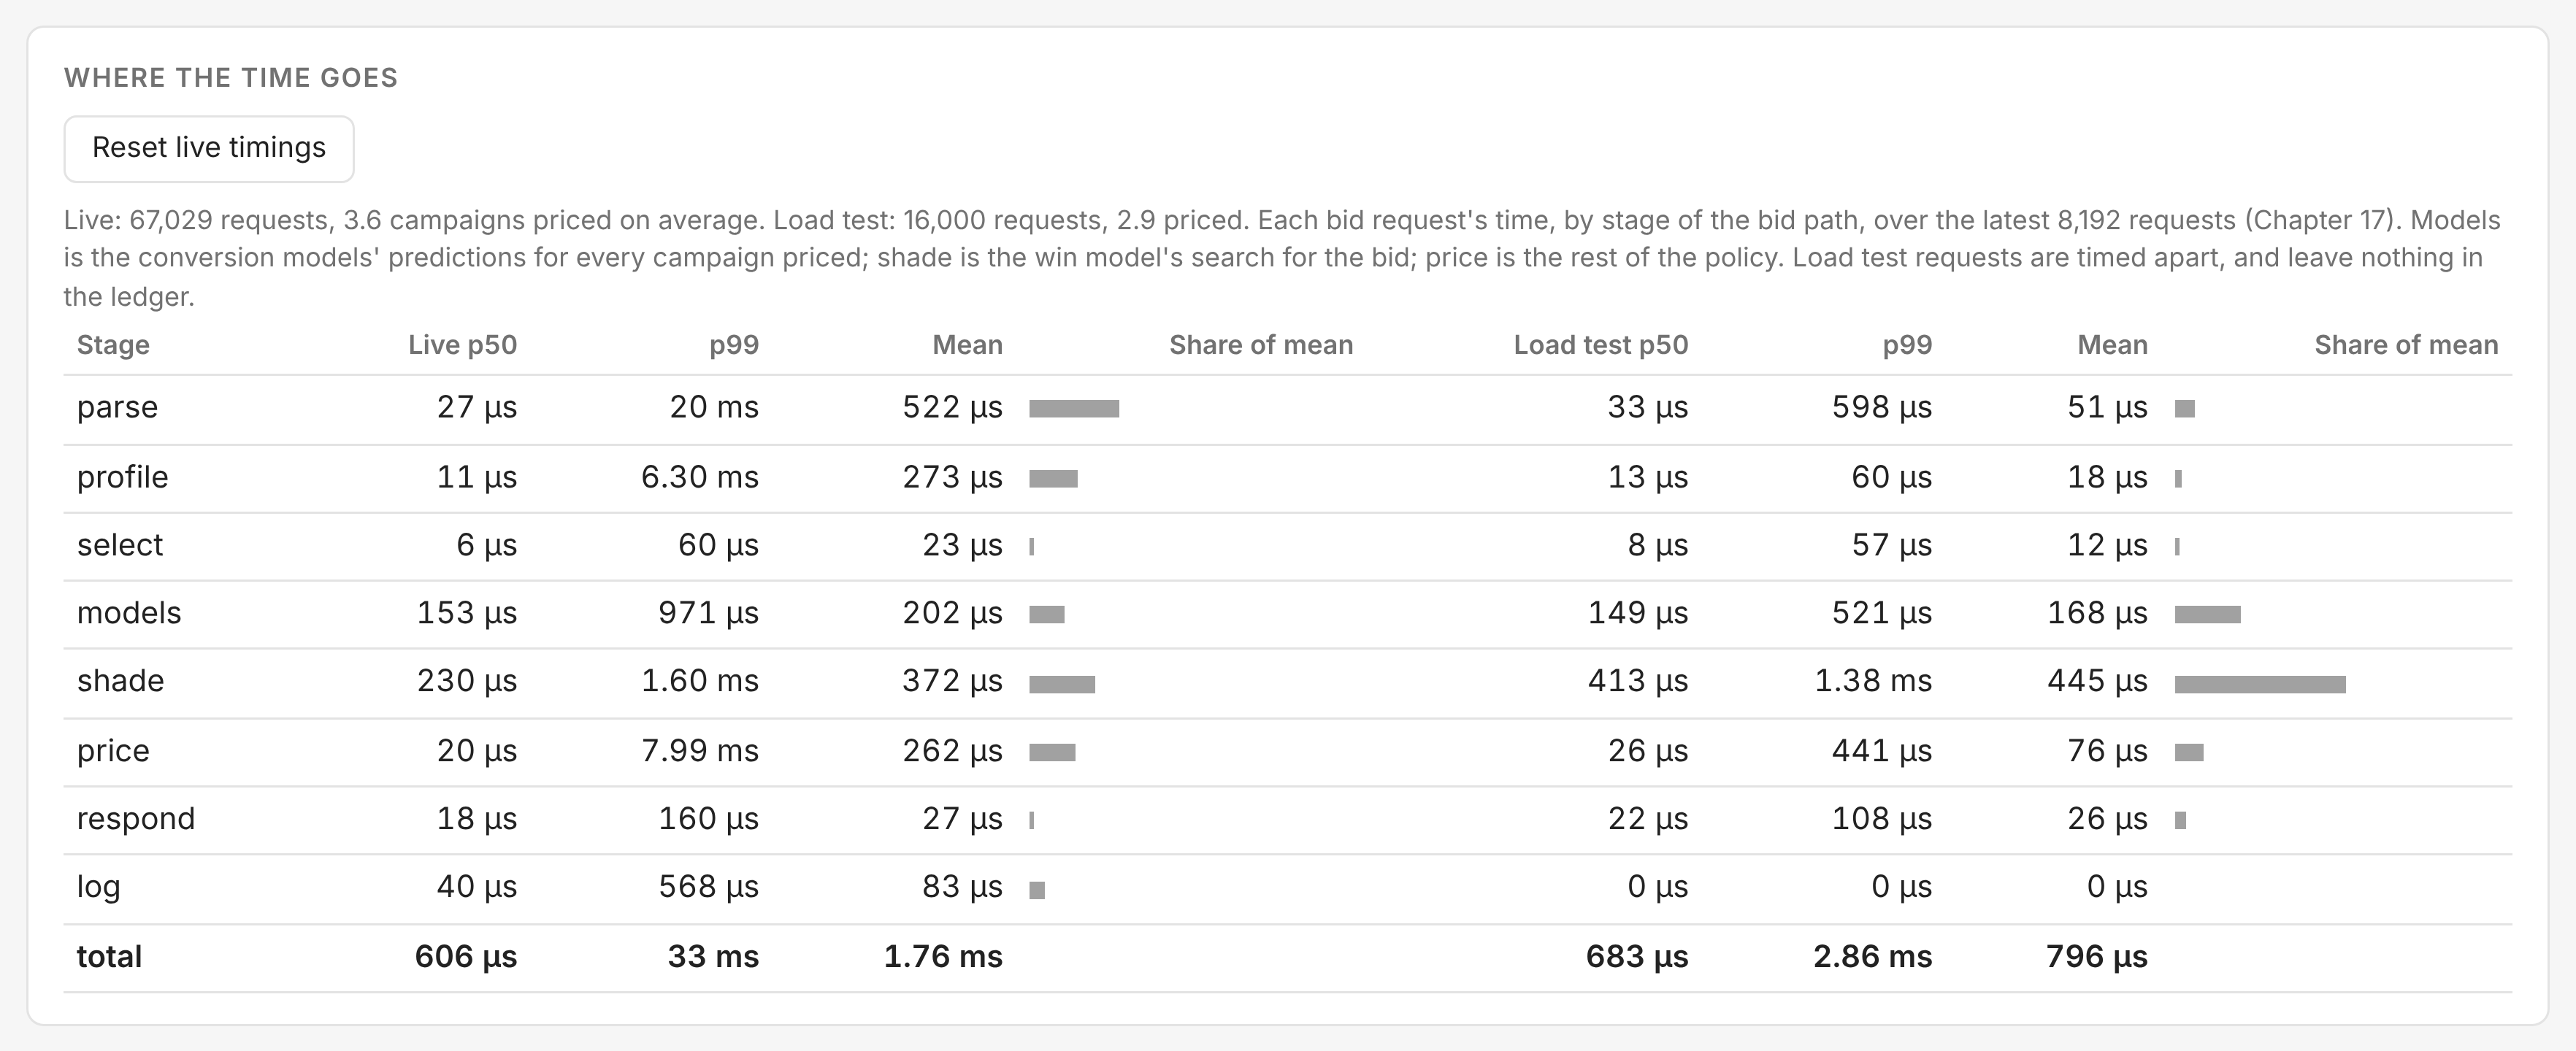 WHERE THE TIME GOES
Reset live timings
Live: 67,029 requests, 3.6 campaigns priced on average. Load test: 16,000 requests, 2.9 priced. Each bid request's time, by stage of the bid path, over the latest 8,192 requests (Chapter 17). Models
is the conversion models' predictions for every campaign priced; shade is the win model's search for the bid; price is the rest of the policy. Load test requests are timed apart, and leave nothing in
the ledger.
Stage Live p50 p99 Mean Share of mean Load test p50 p99 Mean Share of mean
parse 27 µs 20 ms 522 µs 33 µs 598 µs 51 µs
profile 11 µs 6.30 ms 273 µs 13 µs 60 µs 18 µs
select 6 µs 60 µs 23 µs 8 µs 57 µs 12 µs
models 153 µs 971 µs 202 µs 149 µs 521 µs 168 µs
shade 230 µs 1.60 ms 372 µs 413 µs 1.38 ms 445 µs
price 20 µs 7.99 ms 262 µs 26 µs 441 µs 76 µs
respond 18 µs 160 µs 27 µs 22 µs 108 µs 26 µs
log 40 µs 568 µs 83 µs 0 µs 0 µs 0 µs
total 606 µs 33 ms 1.76 ms 683 µs 2.86 ms 796 µs